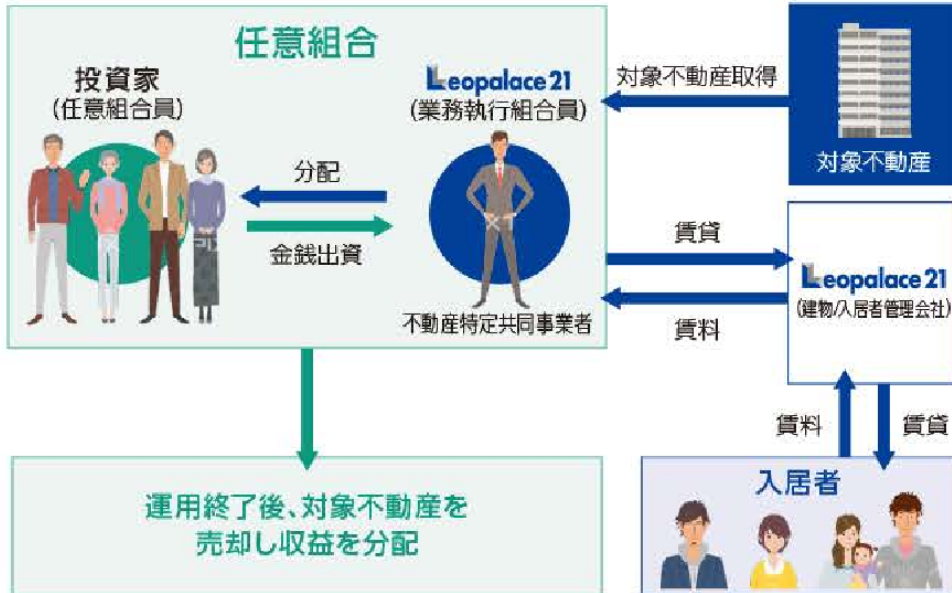 任意組合
投資家
(任意組合員)
Leopalace21
(業務執行組合員)
分配
金銭出資
不動産特定共同事業者
対象不動産取得
対象不動産
賃貸
賃料
Leopalace21
(建物/入居者管理会社)
賃料
賃貸
運用終了後、対象不動産を
売却し収益を分配
入居者